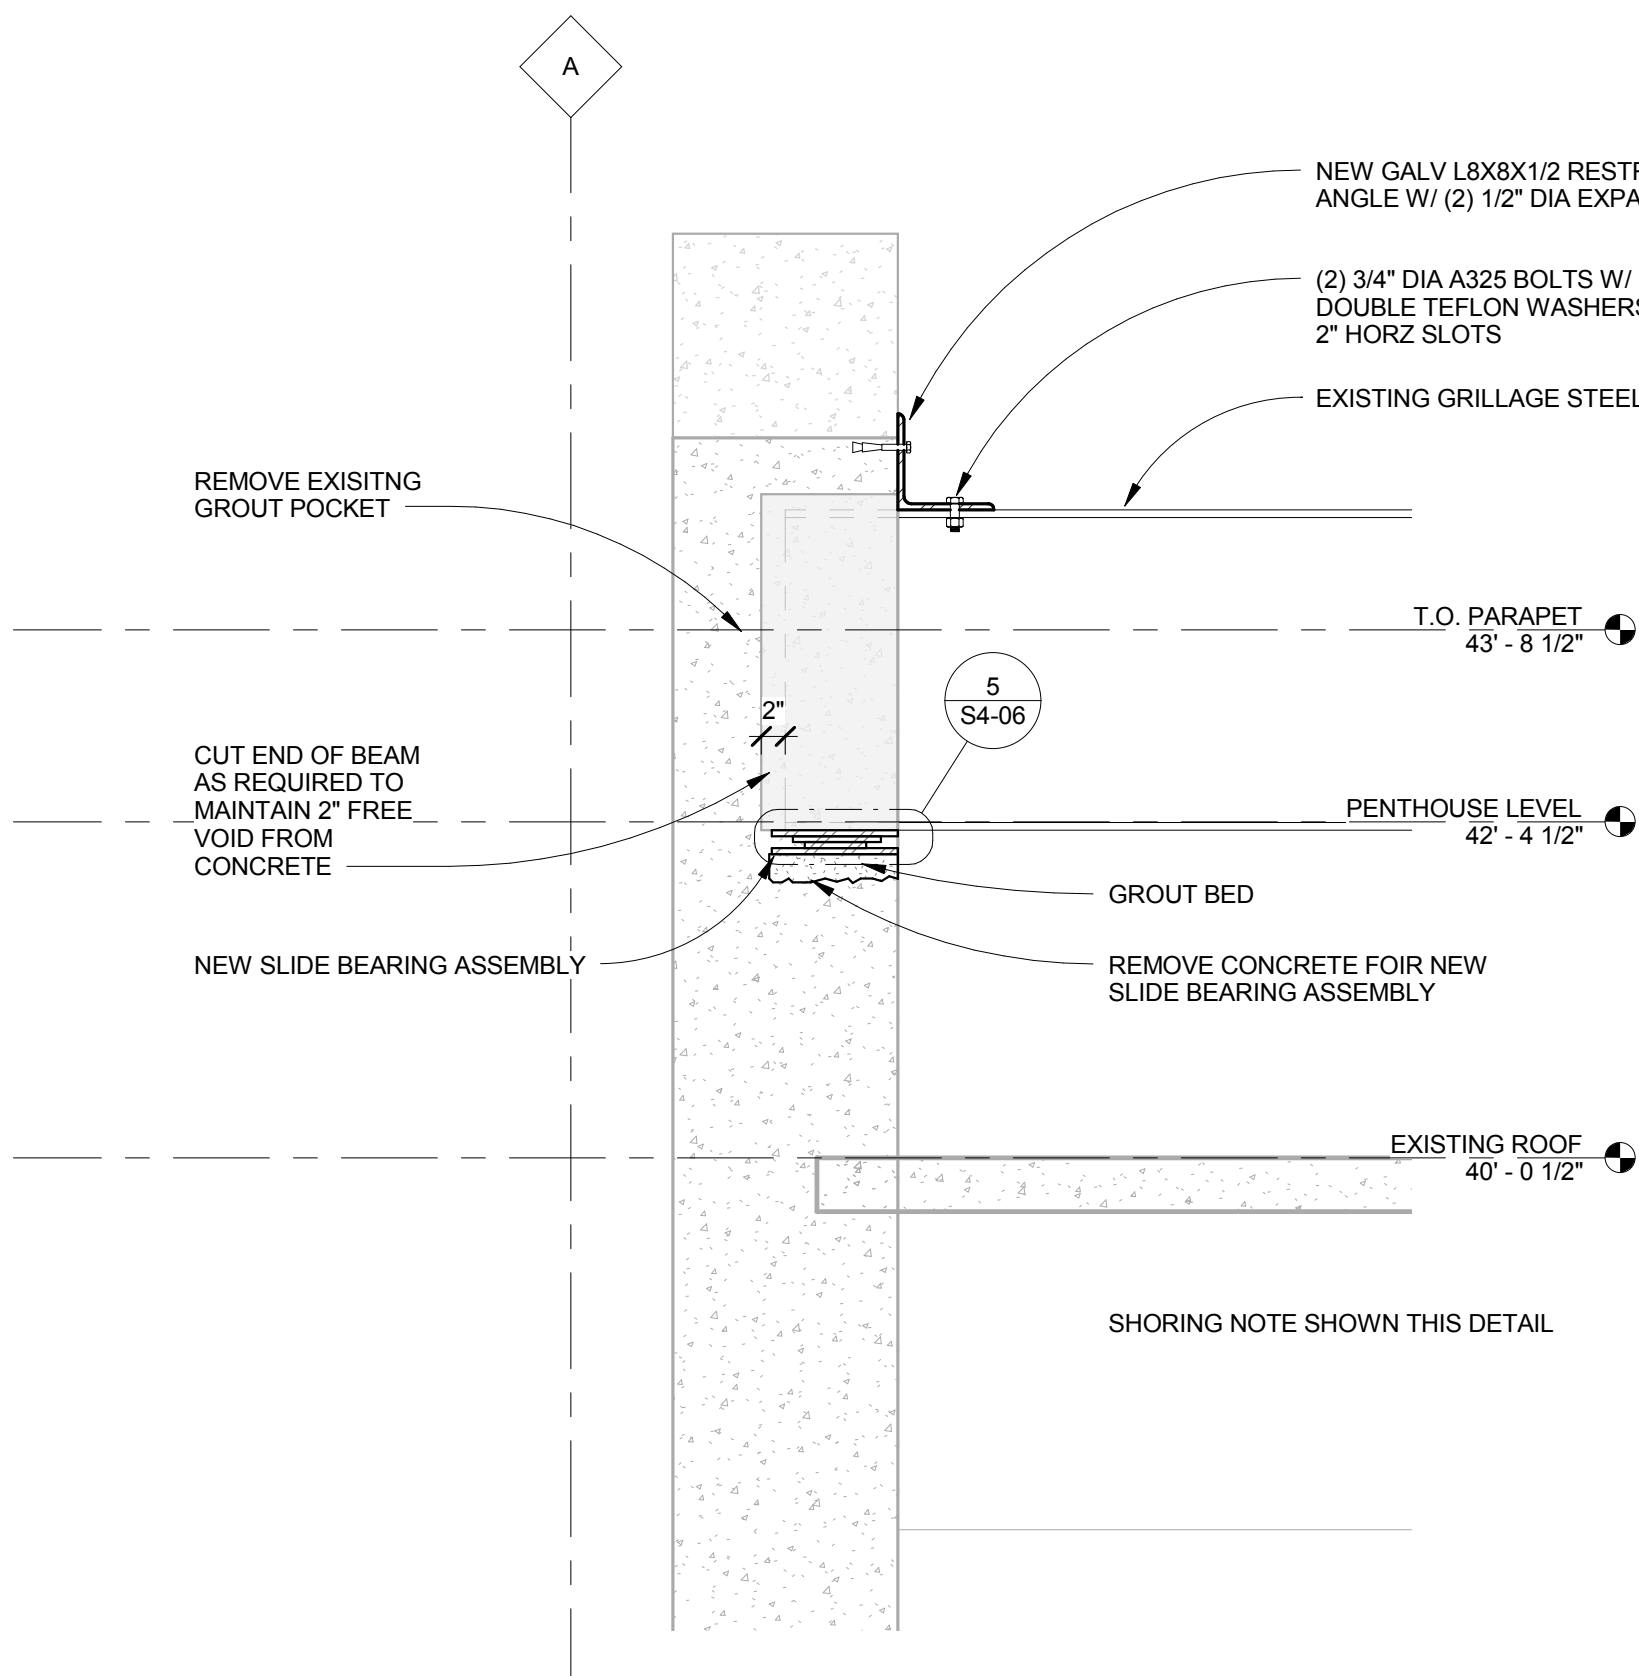 A
NEW GALV L8X8X1/2
ANGLE W/ (2) 1/2" DIA
(2) 3/4" DIA A325 BOLTS W/
DOUBLE TEFLON WASHERS
2" HORZ SLOTS
EXISTING GRILLAGE STEEL
REMOVE EXISITNG
GROUT POCKET
T.O. PARAPET
43' - 8 1/2"
5
S4-06
2"
CUT END OF BEAM
AS REQUIRED TO
MAINTAIN 2" FREE
VOID FROM
CONCRETE
PENTHOUSE LEVEL
42' - 4 1/2"
GROUT BED
NEW SLIDE BEARING ASSEMBLY
REMOVE CONCRETE FOIR NEW
SLIDE BEARING ASSEMBLY
EXISTING ROOF
40' - 0 1/2"
SHORING NOTE SHOWN THIS DETAIL